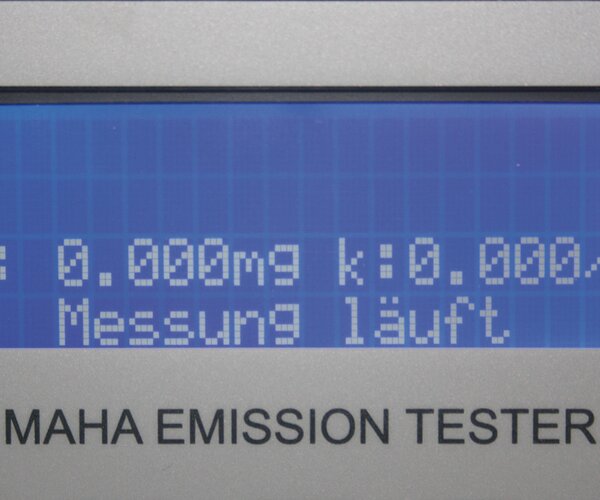 : 0.000mg k:0.000/
Messung läuft
MAHA EMISSION TESTER